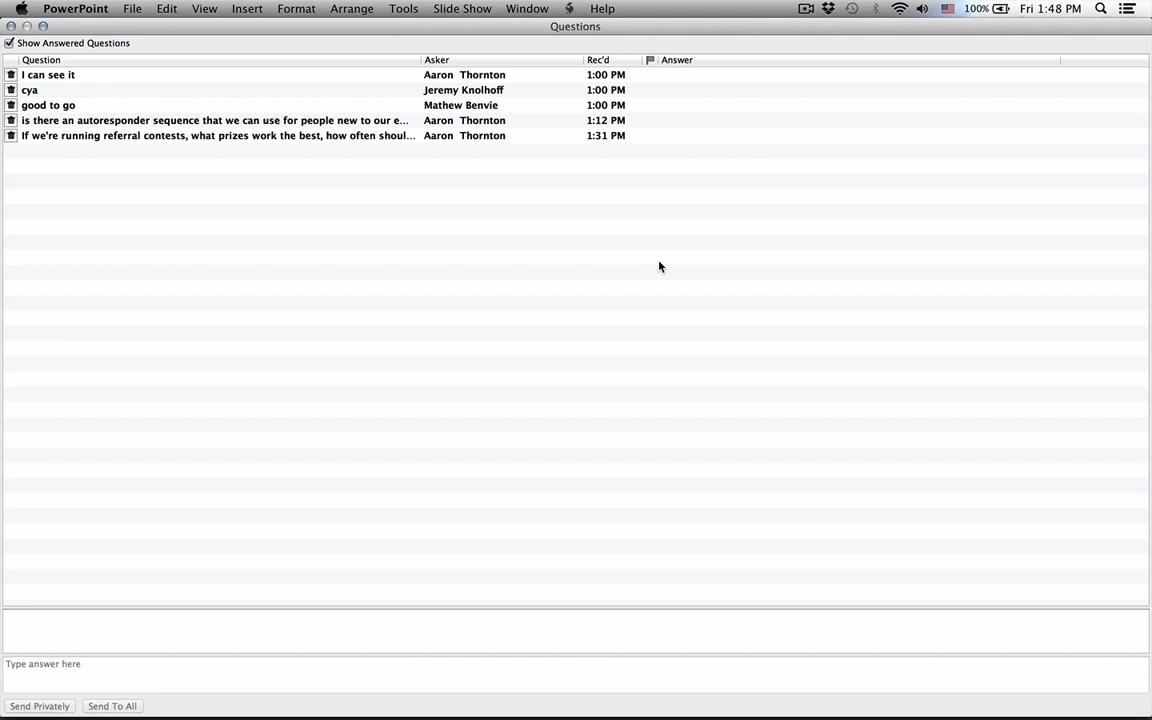 PowerPoint File Edit View Insert Format Arrange Tools Slide Show Window Help 100% Fri 1:48 PM
Questions
Show Answered Questions
Question Asker Rec'd Answer
I can see it Aaron Thornton 1:00 PM
cya Jeremy Knolhoff 1:00 PM
good to go Mathew Benvie 1:00 PM
is there an autoresponder sequence that we can use for people new to our e... Aaron Thornton 1:12 PM
If we're running referral contests, what prizes work the best, how often shoul... Aaron Thornton 1:31 PM
Type answer here
Send Privately Send To All